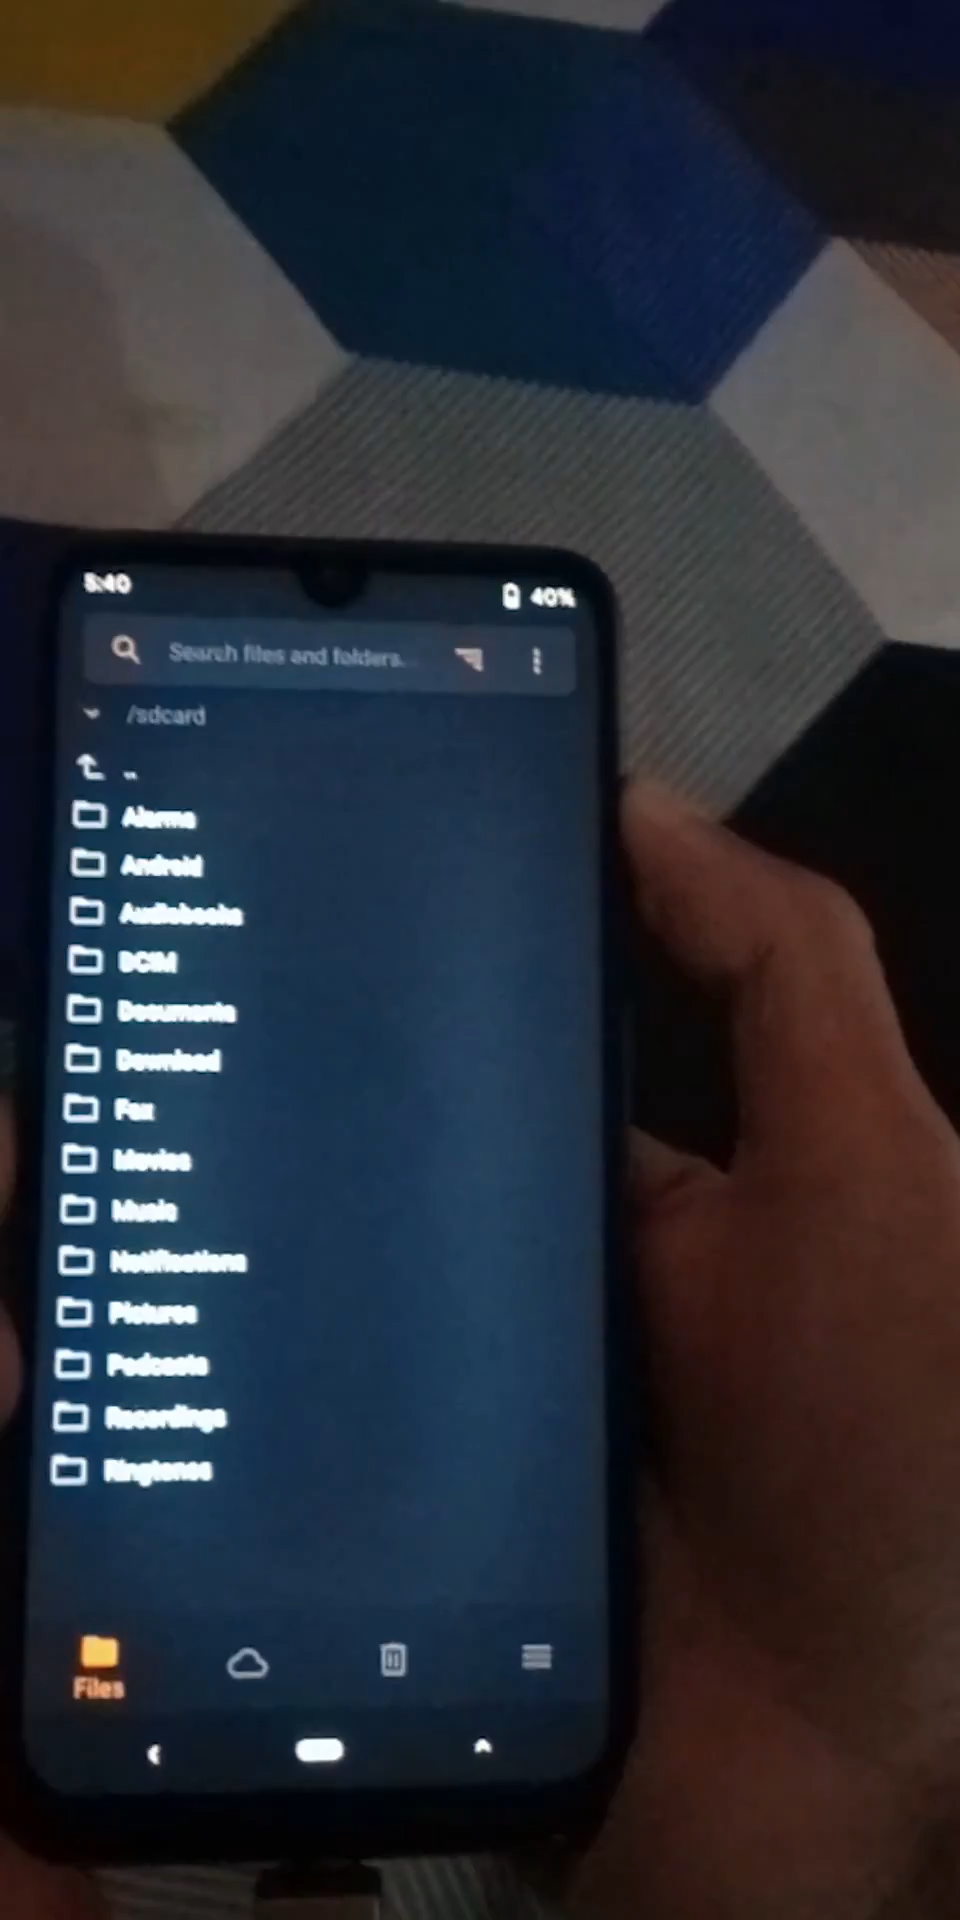 5:40
40%
Search files and folders...
/sdcard
..
Alarms
Android
Audiobooks
DCIM
Documents
Download
Fox
Movies
Music
Notifications
Pictures
Podcasts
Recordings
Ringtones
Files